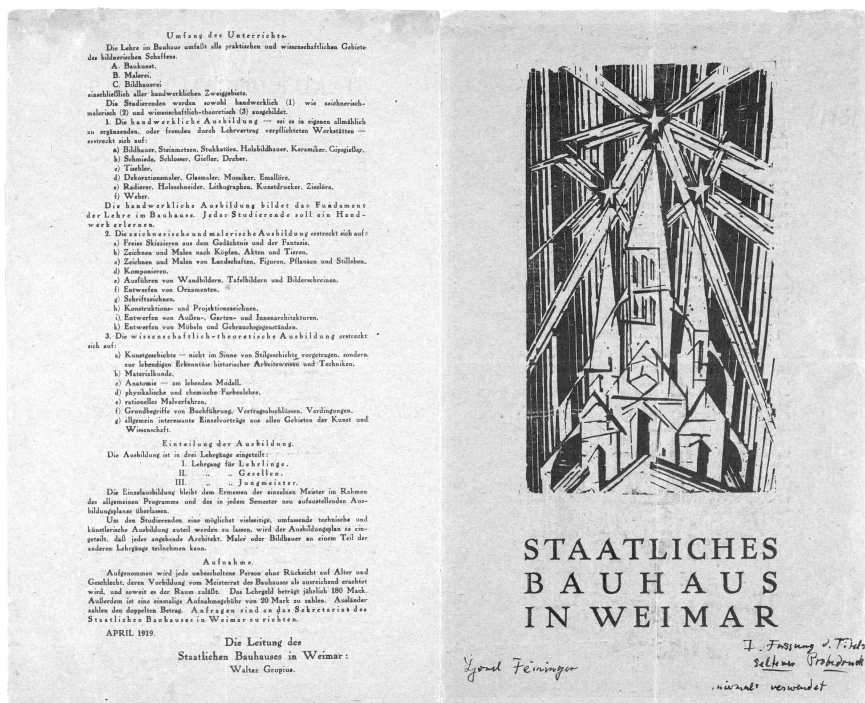 Umfang des Unterrichts.
Die Lehre im Bauhaus umfaßt alle praktischen und wissenschaftlichen Gebiete
des bildnerischen Schaffens.
A. Baukunst,
B. Malerei,
C. Bildhauerei
einschließlich aller handwerklichen Zweiggebiete.
Die Studierenden werden sowohl handwerklich (1) wie zeichnerisch-
malerisch (2) und wissenschaftlich-theoretisch (3) ausgebildet.
1. Die handwerkliche Ausbildung — sei es in eigenen allmählich
zu ergänzenden, oder fremden durch Lehrvertrag verpflichteten Werkstätten —
erstreckt sich auf:
a) Bildhauer, Steinmetzen, Stukkatöre, Holzbildhauer, Keramiker, Gipsgießer,
b) Schmiede, Schlosser, Gießer, Dreher,
c) Tischler,
d) Dekorationsmaler, Glasmaler, Mosaiker, Emallöre,
e) Radierer, Holzschneider, Lithographen, Kunstdrucker, Ziselöre,
f) Weber.
Die handwerkliche Ausbildung bildet das Fundament
der Lehre im Bauhause. Jeder Studierende soll ein Hand-
werk erlernen.
2. Die zeichnerische und malerische Ausbildung erstreckt sich auf:
a) Freies Skizzieren aus dem Gedächtnis und der Fantasie,
b) Zeichnen und Malen nach Köpfen, Akten und Tieren,
c) Zeichnen und Malen von Landschaften, Figuren, Pflanzen und Stilleben,
d) Komponieren,
e) Ausführen von Wandbildern, Tafelbildern und Bilderschreinen,
f) Entwerfen von Ornamenten,
g) Schriftzeichnen,
h) Konstruktions- und Projektionszeichnen,
i) Entwerfen von Außen-, Garten- und Innenarchitekturen,
k) Entwerfen von Möbeln und Gebrauchsgegenständen.
3. Die wissenschaftlich-theoretische Ausbildung erstreckt
sich auf:
a) Kunstgeschichte — nicht im Sinne von Stilgeschichte vorgetragen, sondern
zur lebendigen Erkenntnis historischer Arbeitsweisen und Techniken,
b) Materialkunde,
c) Anatomie — am lebenden Modell,
d) physikalische und chemische Farbenlehre,
e) rationelles Malverfahren,
f) Grundbegriffe von Buchführung, Vertragsabschlüssen, Verdingungen,
g) allgemein interessante Einzelvorträge aus allen Gebieten der Kunst und
Wissenschaft.
Einteilung der Ausbildung.
Die Ausbildung ist in drei Lehrgänge eingeteilt:
I. Lehrgang für Lehrlinge,
II. „ „ Gesellen,
III. „ „ Jungmeister.
Die Einzelausbildung bleibt dem Ermessen der einzelnen Meister im Rahmen
des allgemeinen Programms und des in jedem Semester neu aufzustellenden Aus-
bildungsplanes überlassen.
Um den Studierenden eine möglichst vielseitige, umfassende technische und
künstlerische Ausbildung zuteil werden zu lassen, wird der Ausbildungsplan so ein-
geteilt, daß jeder angehende Architekt, Maler oder Bildhauer an einem Teil der
anderen Lehrgänge teilnehmen kann.
Aufnahme.
Aufgenommen wird jede unbescholtene Person ohne Rücksicht auf Alter und
Geschlecht, deren Vorbildung vom Meisterrat des Bauhauses als ausreichend erachtet
wird, und soweit es der Raum zuläßt. Das Lehrgeld beträgt jährlich 180 Mark.
Außerdem ist eine einmalige Aufnahmegebühr von 20 Mark zu zahlen. Ausländer
zahlen den doppelten Betrag. Anfragen sind an das Sekretariat des
Staatlichen Bauhauses in Weimar zu richten.
APRIL 1919.
Die Leitung des
Staatlichen Bauhauses in Weimar:
Walter Gropius.
STAATLICHES
BAUHAUS
IN WEIMAR
Lyonel Feininger
I. Fassung d. Titels
seltener Probedruck
niemals verwendet